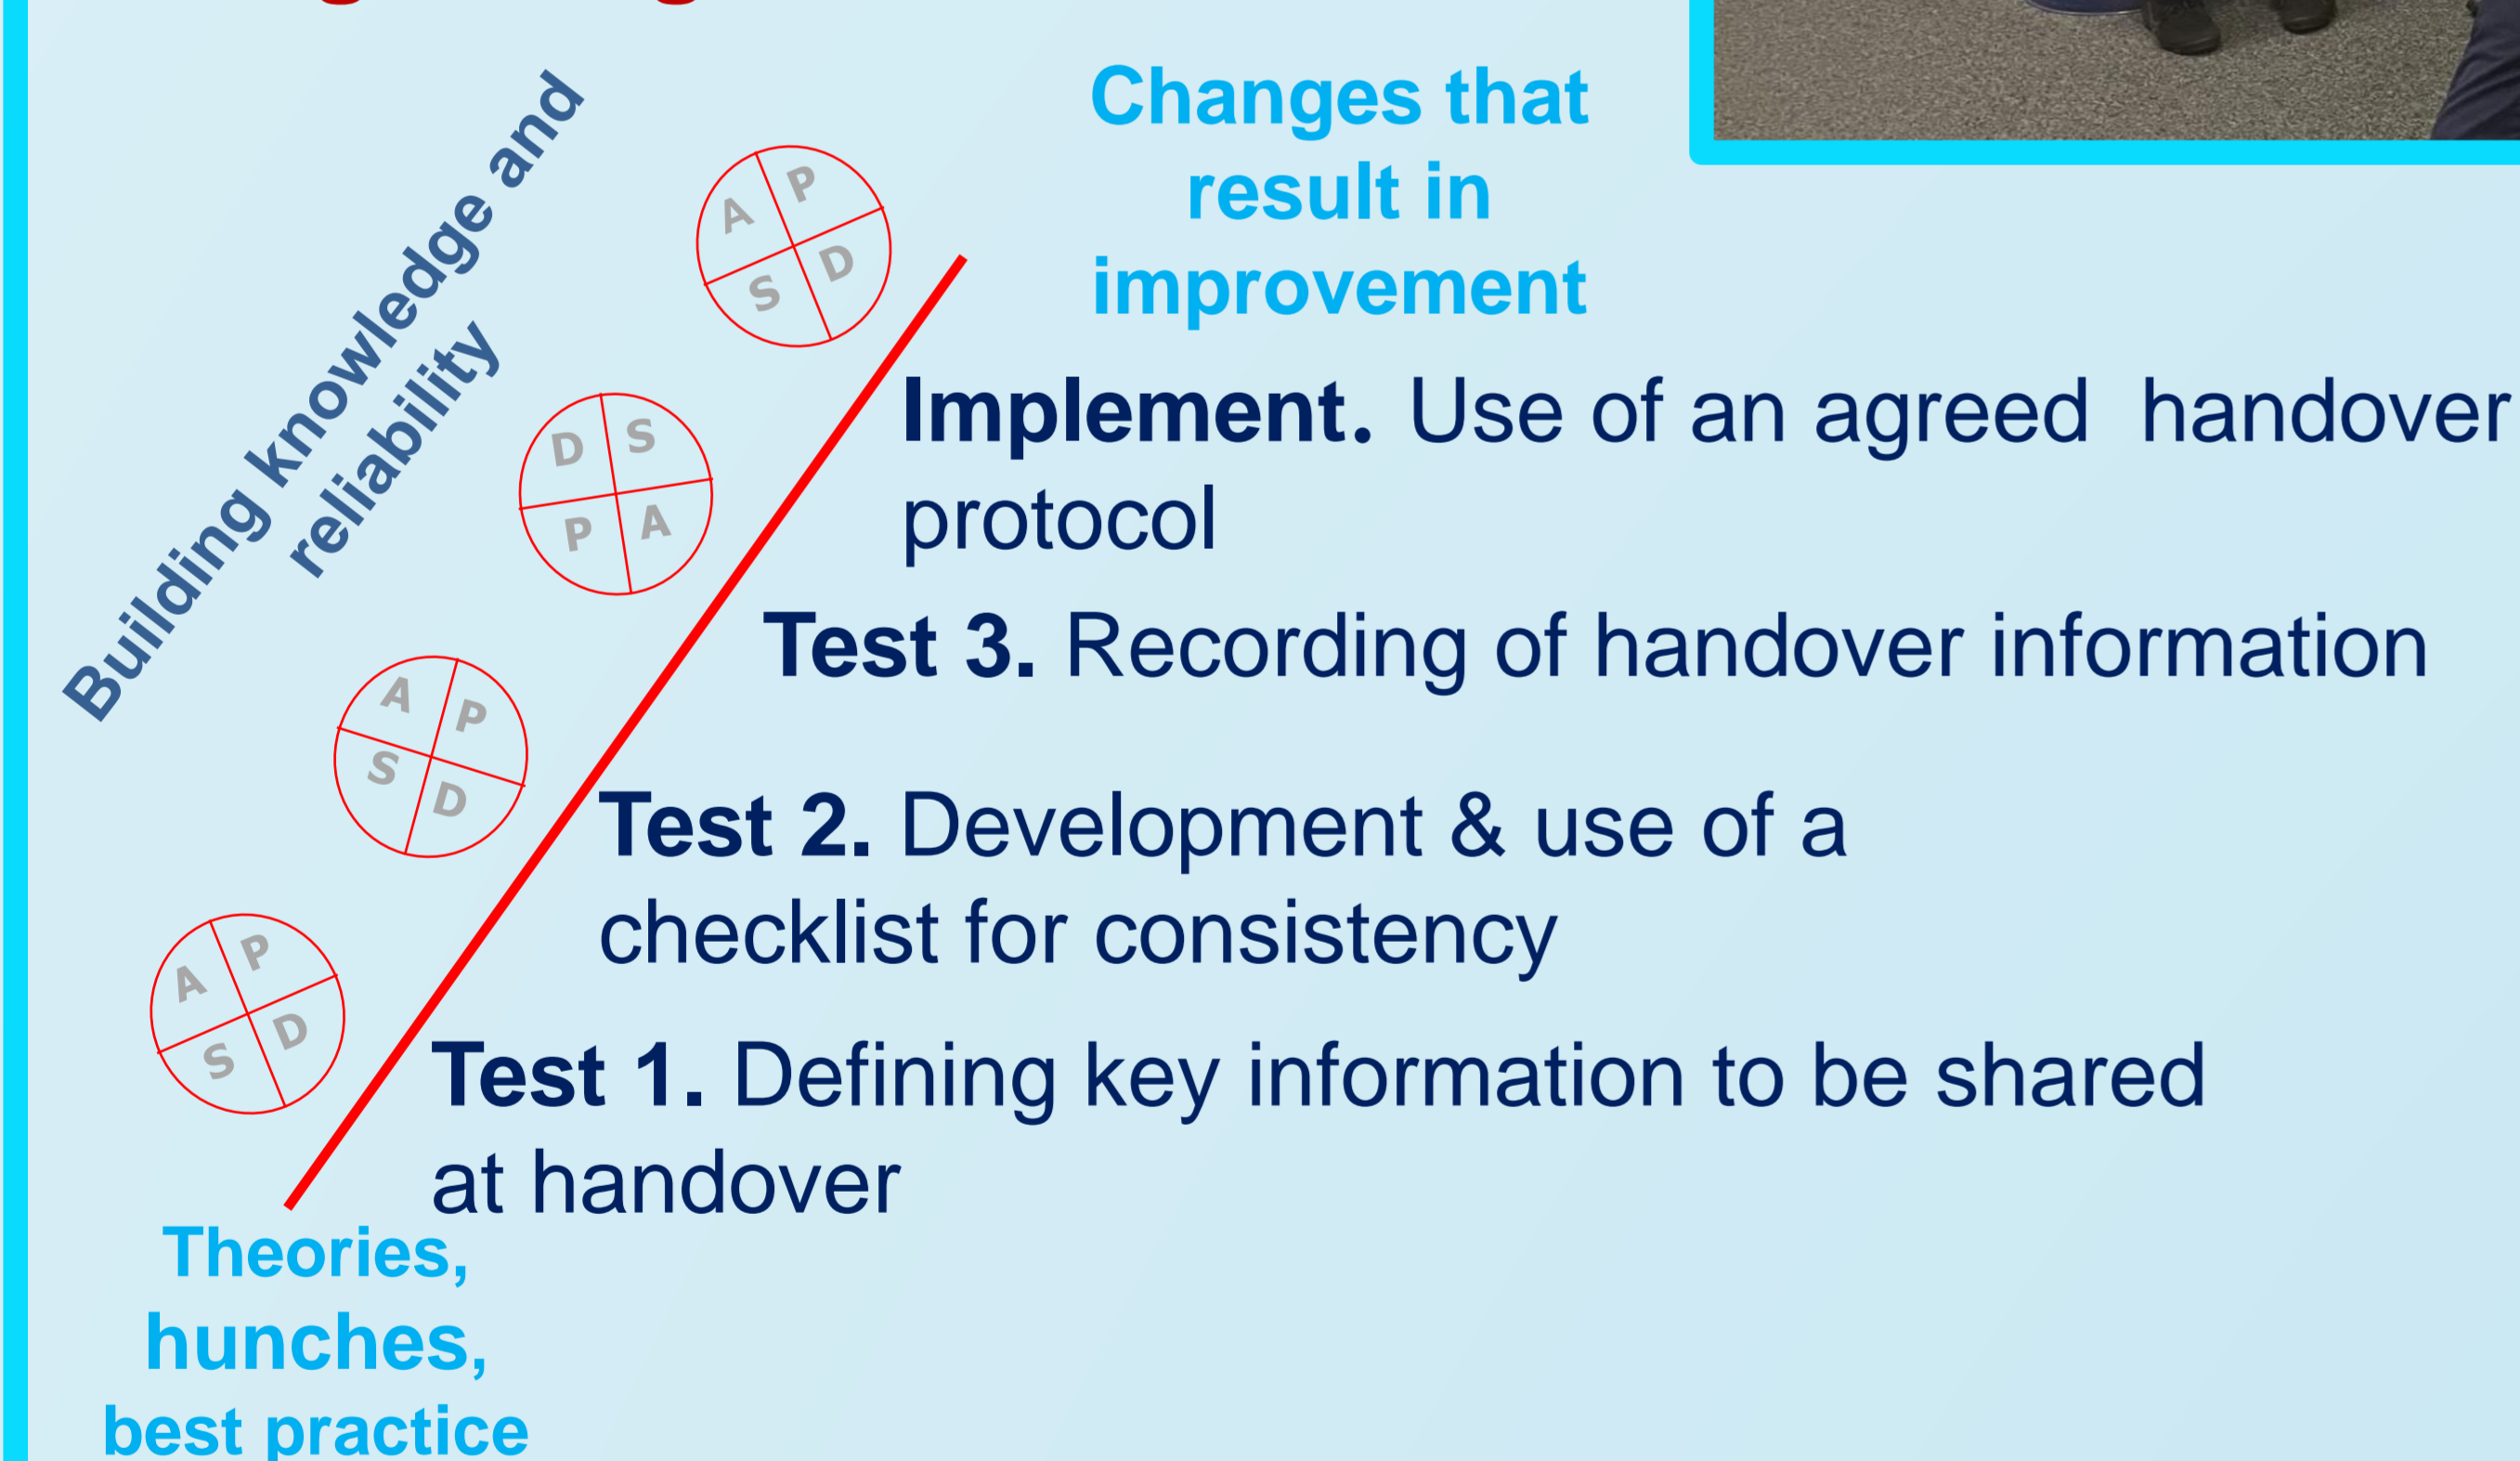 Changes that
result in
improvement
Building knowledge and
reliability
A P
S D
Implement. Use of an agreed  handover
protocol
D S
P A
Test 3. Recording of handover information
A P
S D
Test 2. Development & use of a
checklist for consistency
A P
S D
Test 1. Defining key information to be shared
at handover
Theories,
hunches,
best practice